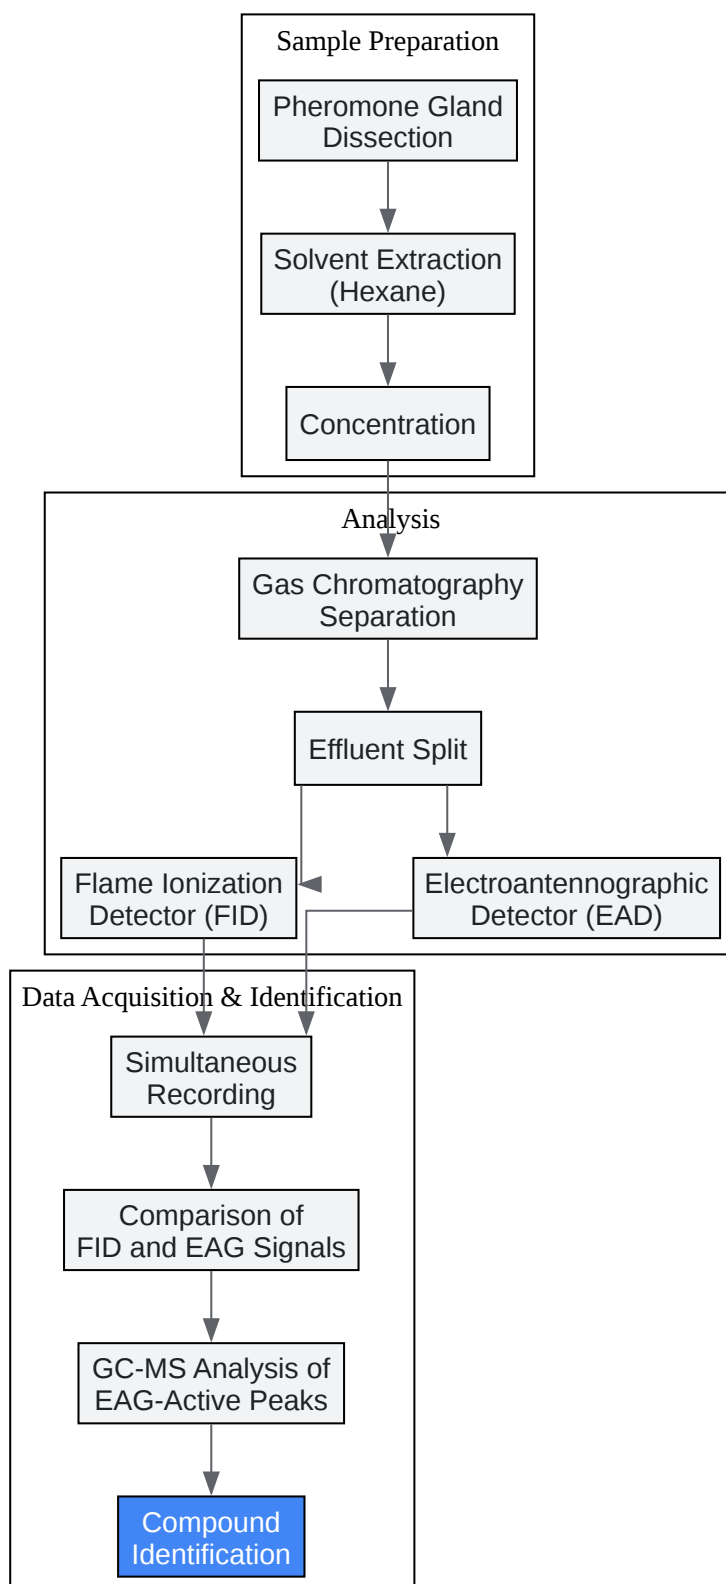 Sample Preparation
Pheromone Gland
Dissection
Solvent Extraction
(Hexane)
Concentration
Analysis
Gas Chromatography
Separation
Effluent Split
Flame Ionization
Detector (FID)
Electroantennographic
Detector (EAD)
Data Acquisition & Identification
Simultaneous
Recording
Comparison of
FID and EAG Signals
GC-MS Analysis of
EAG-Active Peaks
Compound
Identification